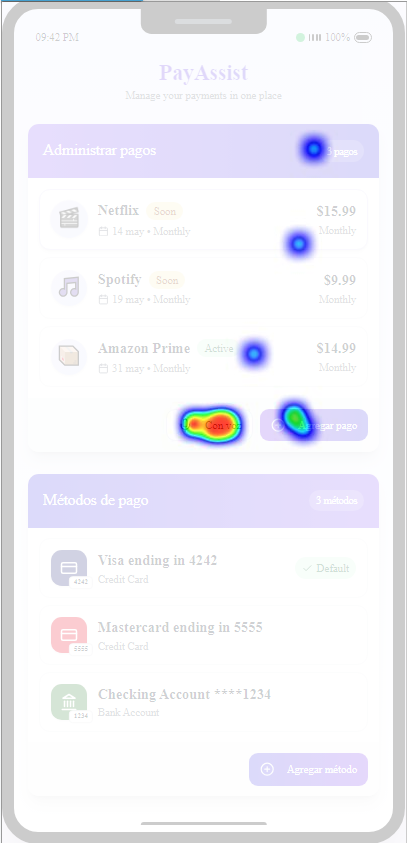 09:42 PM
100%
PayAssist
Manage your payments in one place
Administrar pagos
pagos
Netflix
Soon
$15.99
14 may • Monthly
Monthly
Spotify
Soon
$9.99
19 may • Monthly
Monthly
Amazon Prime
Active
$14.99
31 may • Monthly
Monthly
Con voz
Agregar pago
Métodos de pago
3 métodos
Visa ending in 4242
Default
Credit Card
4242
Mastercard ending in 5555
Credit Card
5555
Checking Account ****1234
Bank Account
1234
Agregar método